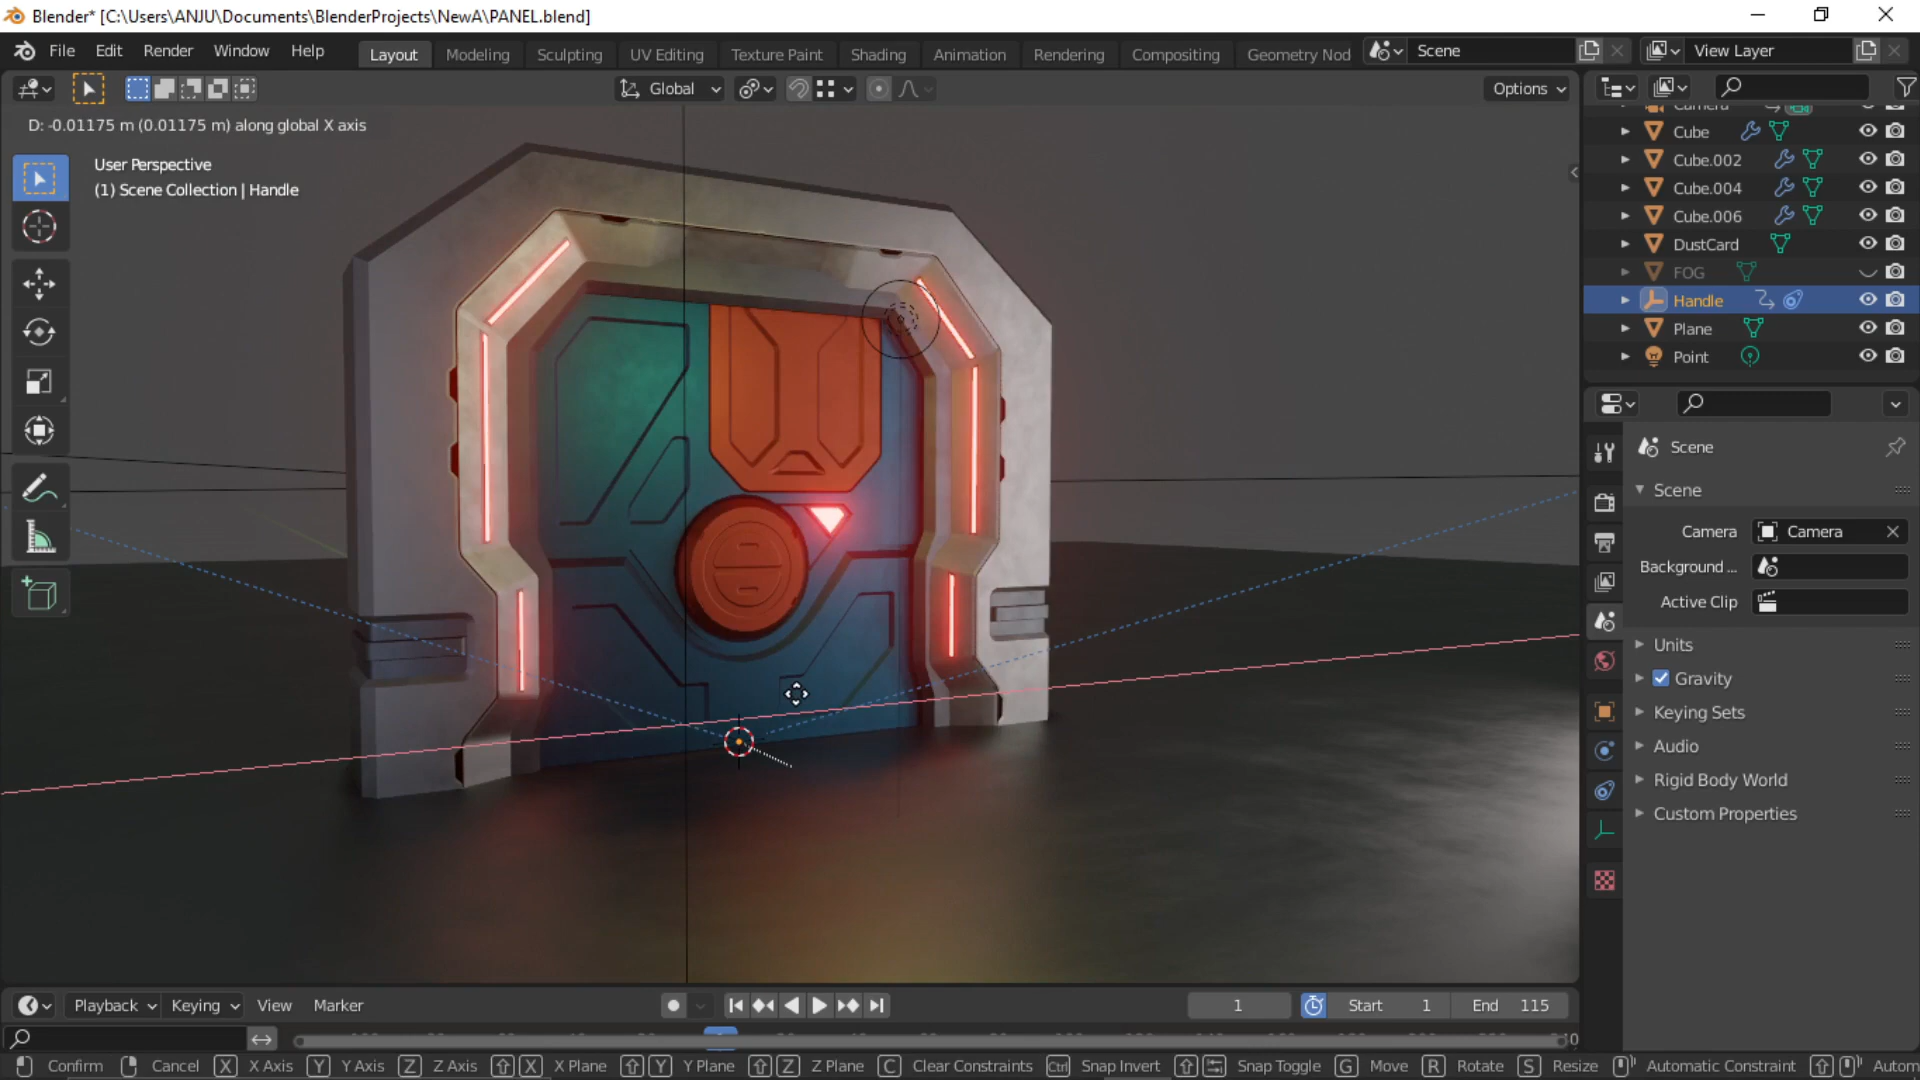 Blender* [C:\Users\ANJU\Documents\BlenderProjects\NewA\PANEL.blend]
File Edit Render Window Help Layout Modeling Sculpting UV Editing Texture Paint Shading Animation Rendering Compositing Geometry Nod Scene View Layer
Global Options
D: -0.01175 m (0.01175 m) along global X axis
User Perspective
(1) Scene Collection | Handle
Camera
Cube
Cube.002
Cube.004
Cube.006
DustCard
FOG
Handle
Plane
Point
Scene
Scene
Camera Camera
Background ...
Active Clip
Units
Gravity
Keying Sets
Audio
Rigid Body World
Custom Properties
Playback Keying View Marker 1 Start 1 End 115
Confirm Cancel X X Axis Y Y Axis Z Z Axis X X Plane Y Y Plane Z Z Plane C Clear Constraints Ctrl Snap Invert Snap Toggle G Move R Rotate S Resize Automatic Constraint Autom